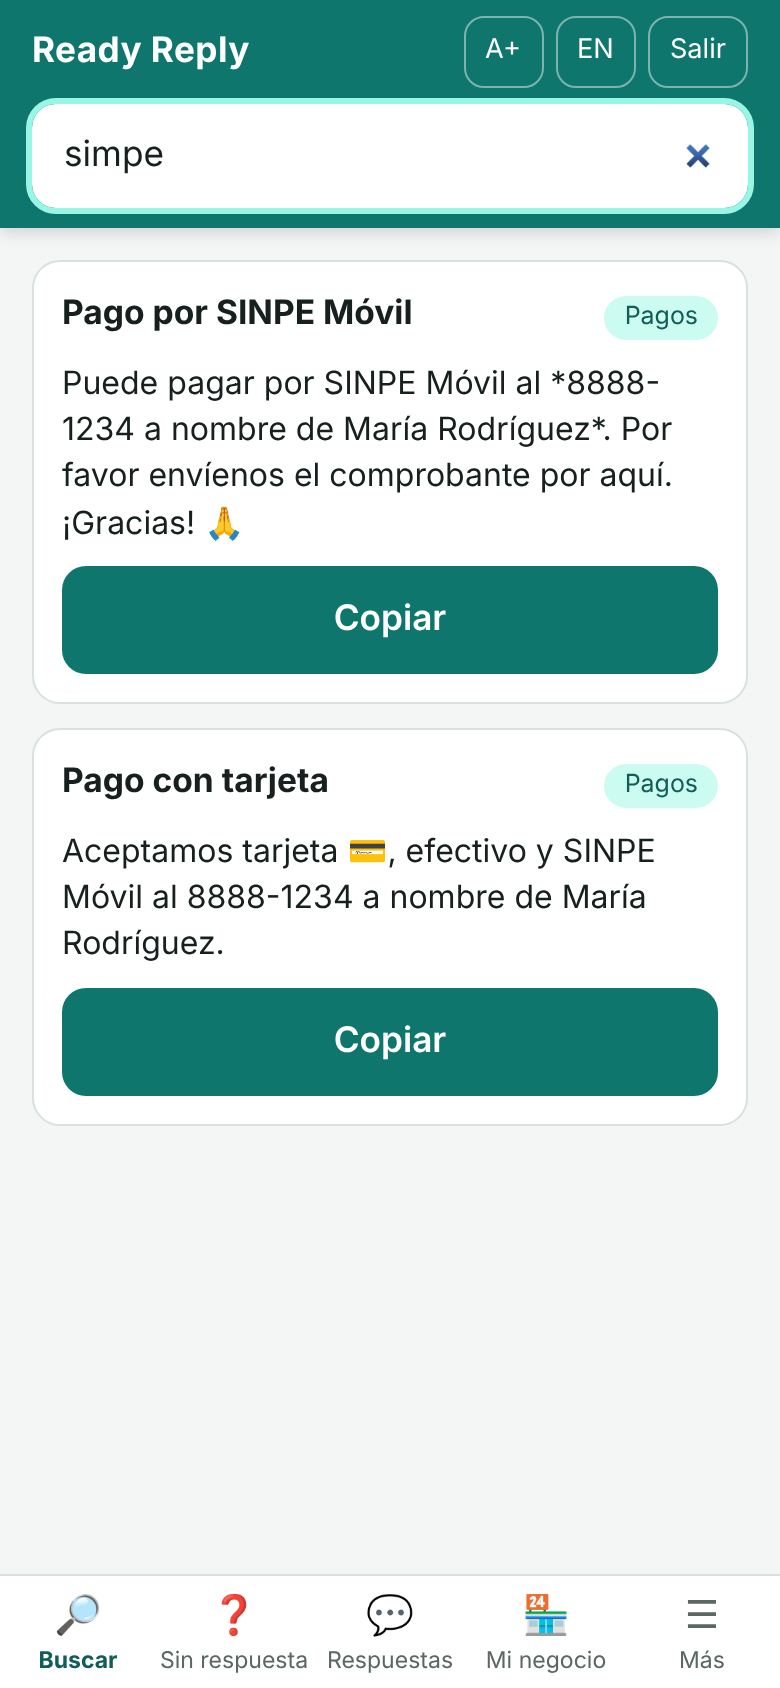 Ready Reply
A+
EN
Salir
simpe
Pago por SINPE Móvil
Pagos
Puede pagar por SINPE Móvil al *8888-
1234 a nombre de María Rodríguez*. Por
favor envíenos el comprobante por aquí.
¡Gracias! 🙏
Copiar
Pago con tarjeta
Pagos
Aceptamos tarjeta 💳, efectivo y SINPE
Móvil al 8888-1234 a nombre de María
Rodríguez.
Copiar
Buscar
Sin respuesta
Respuestas
Mi negocio
Más